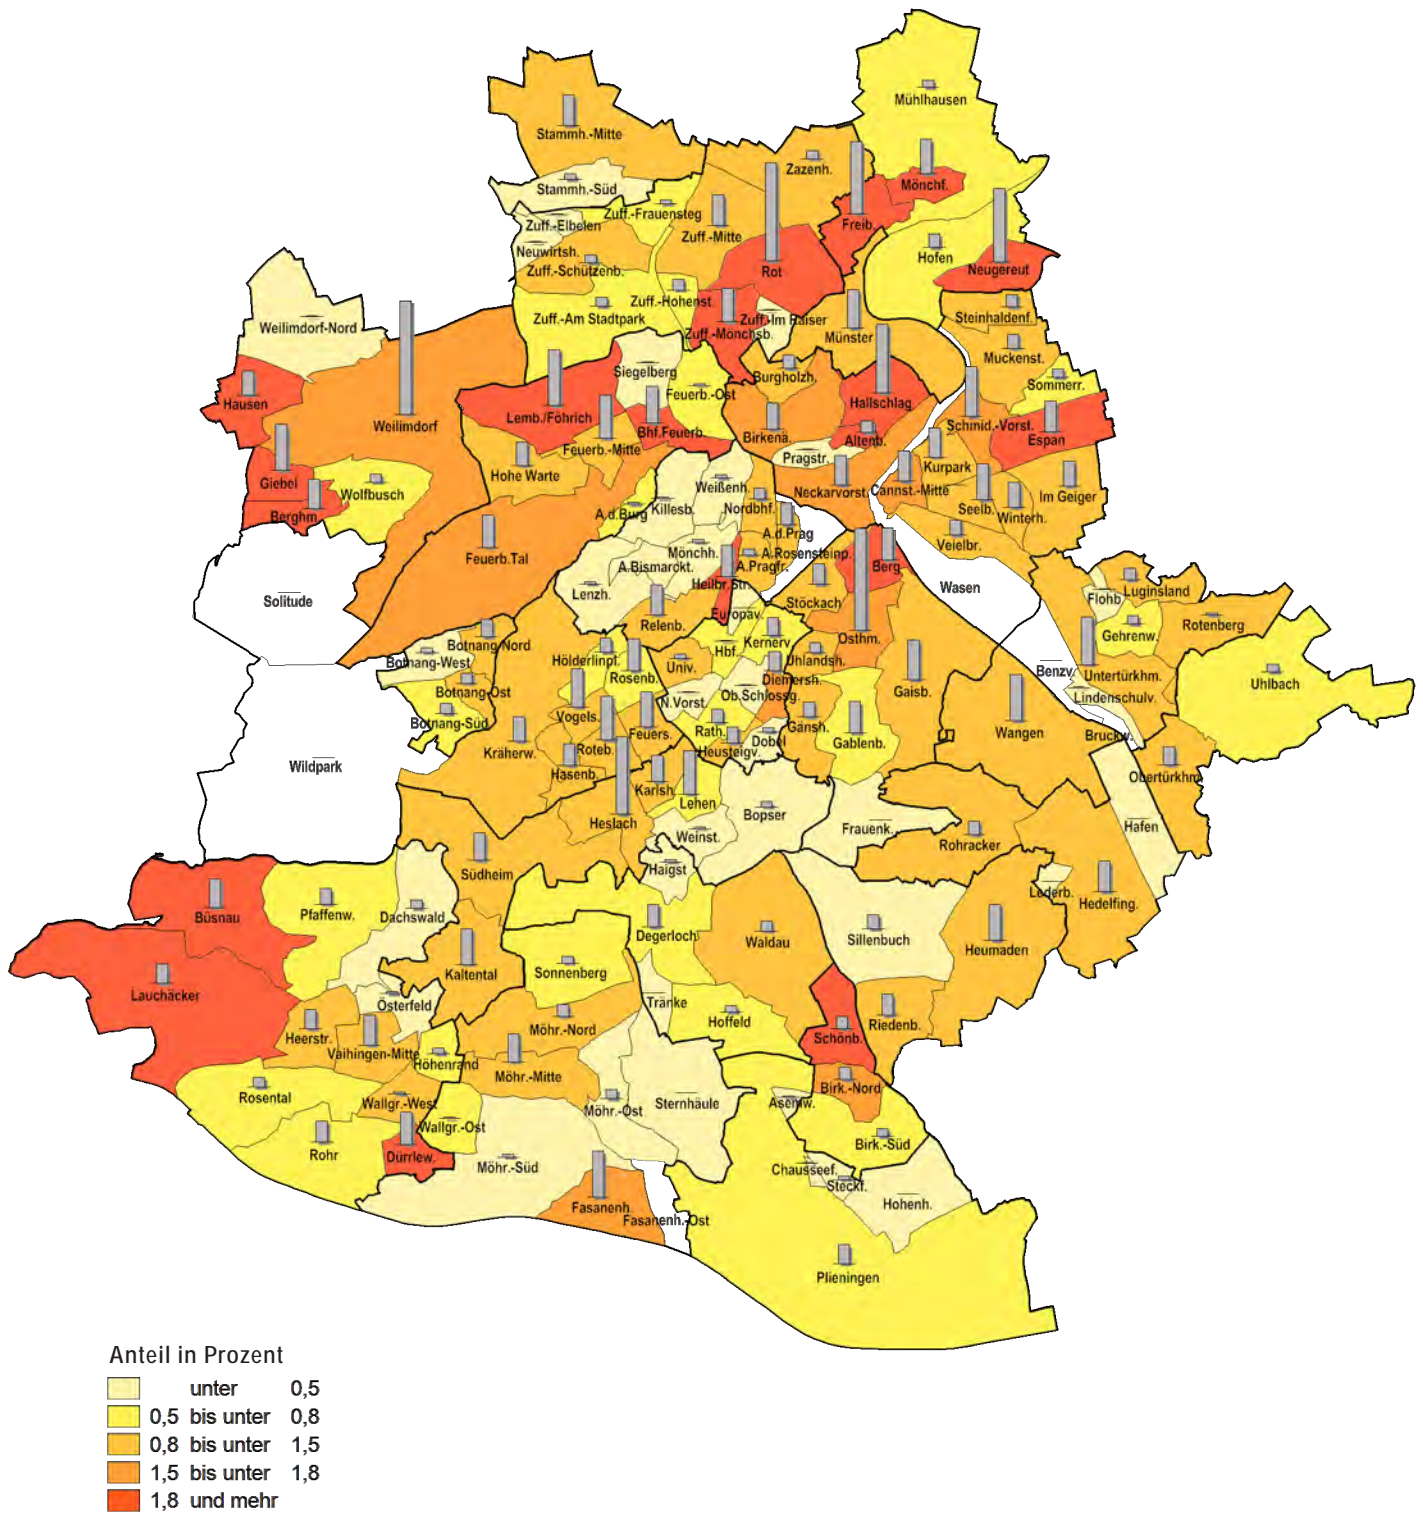 Mühlhausen
Stammh.-Mitte
Zazenh.
Mönchf.
Stammh.-Süd
Zuff.-Frauensteg
Zuff.-Elbelen
Freib.
Zuff.-Mitte
Neuwirtsh.
Hofen
Zuff.-Schützenb.
Rot
Neugereut
Zuff.-Hohenst.
Zuff.-Am Stadtpark
Zuff.-Im Raiser
Steinhaldenf.
Weilimdorf-Nord
Zuff.-Mönchsb.
Münster
Muckenst.
Siegelberg
Burgholzh.
Sommerr.
Feuerb.-Ost
Hausen
Hallschlag
Lemb./Föhrich
Weilimdorf
Schmid.-Vorst.
Bhf.Feuerb.
Birkenä.
Altenb.
Espan
Feuerb.-Mitte
Pragstr.
Kurpark
Hohe Warte
Giebel
Wolfbusch
Weißenh.
Neckarvorst.
Cannst.-Mitte
Im Geiger
Berghm.
A.d.Burg
Killesb.
Nordbhf.
Seelb.
Winterh.
A.d.Prag
Veielbr.
Feuerb.Tal
Mönchh.
A.Rosensteinp.
A.Bismarckt.
A.Pragfr.
Berg
Heilbr.Str.
Wasen
Luginsland
Solitude
Lenzh.
Stöckach
Flohb
Europav.
Relenb.
Rotenberg
Gehrenw.
Osthm.
Botnang-Nord
Kernerv
Hbf.
Botnang-West
Hölderlinpl.
Uhlandsh.
Univ.
Benzv.
Untertürkhm.
Rosenb.
Diemersh.
Uhlbach
Botnang-Ost
Gaisb.
Ob.Schlossg.
Lindenschulv.
N.Vorst.
Botnang-Süd
Vogels.
Gänsh.
Rath.
Feuers.
Wangen
Bruckw.
Dobel
Gablenb.
Kräherw.
Roteb.
Heusteigv.
Wildpark
Hasenb.
Obertürkhm.
Karlsh.
Lehen
Bopser
Heslach
Frauenk.
Hafen
Weinst.
Rohracker
Haigst
Südheim
Lederb.
Hedelfing.
Büsnau
Pfaffenw.
Dachswald
Degerloch
Waldau
Sillenbuch
Heumaden
Kaltental
Sonnenberg
Lauchäcker
Österfeld
Tränke
Hoffeld
Riedenb.
Möhr.-Nord
Heerstr.
Schönb.
Vaihingen-Mitte
Höhenrand
Möhr.-Mitte
Birk.-Nord
Rosental
Wallgr.-West
Asemw.
Sternhäule
Möhr.-Ost
Wallgr.-Ost
Birk.-Süd
Rohr
Dürrlew.
Möhr.-Süd
Chausseef.
Steckf.
Hohenh.
Fasanenh.
Fasanenh.-Ost
Plieningen
Anteil in Prozent
unter 0,5
0,5 bis unter 0,8
0,8 bis unter 1,5
1,5 bis unter 1,8
1,8 und mehr